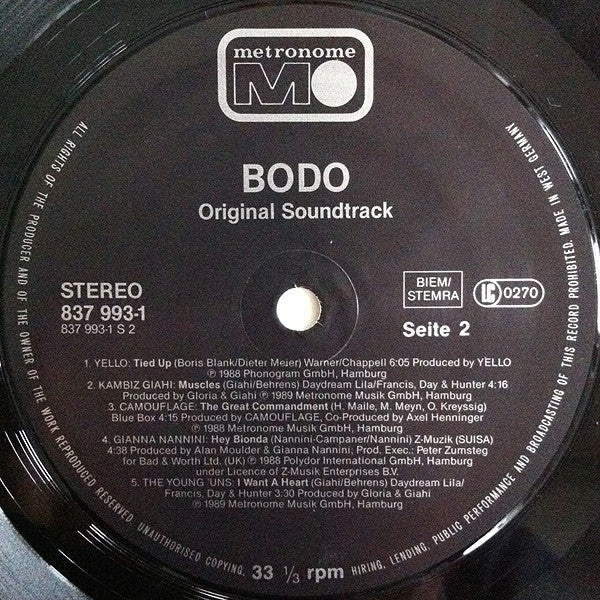 metronome
M
BODO
Original Soundtrack
STEREO
837 993-1
837 993-1 S 2
BIEM/
STEMRA
LC 0270
Seite 2
1. YELLO: Tied Up (Boris Blank/Dieter Meier) Warner/Chappell 6:05 Produced by YELLO
℗ 1988 Phonogram GmbH, Hamburg
2. KAMBIZ GIAHI: Muscles (Giahi/Behrens) Daydream Lila/Francis, Day & Hunter 4:16
Produced by Gloria & Giahi ℗ 1989 Metronome Musik GmbH, Hamburg
3. CAMOUFLAGE: The Great Commandment (H. Maile, M. Meyn, O. Kreyssig)
Blue Box 4:15 Produced by CAMOUFLAGE, Co-Produced by Axel Henninger
℗ 1988 Metronome Musik GmbH, Hamburg
4. GIANNA NANNINI: Hey Bionda (Nannini-Campaner/Nannini) Z-Muzik (SUISA)
4:38 Produced by Alan Moulder & Gianna Nannini; Prod. Exec.: Peter Zumsteg
for Bad & Worth Ltd. (UK) ℗ 1988 Polydor International GmbH, Hamburg
under Licence of Z-Musik Enterprises B.V.
5. THE YOUNG 'UNS: I Want A Heart (Giahi/Behrens) Daydream Lila/
Francis, Day & Hunter 3:30 Produced by Gloria & Giahi
℗ 1989 Metronome Musik GmbH, Hamburg
33 1/3 rpm
ALL RIGHTS OF THE PRODUCER AND OF THE OWNER OF THE WORK REPRODUCED RESERVED. UNAUTHORISED COPYING, HIRING, LENDING, PUBLIC PERFORMANCE AND BROADCASTING OF THIS RECORD PROHIBITED. MADE IN WEST GERMANY